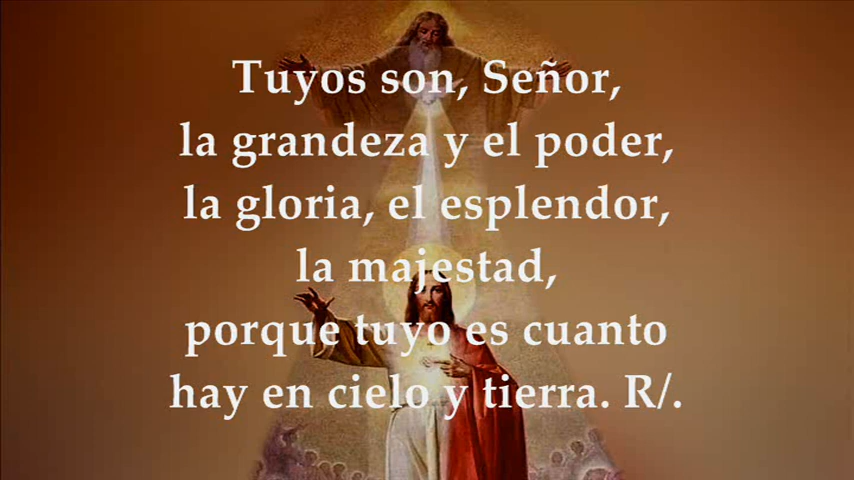 Tuyos son, Señor,
la grandeza y el poder,
la gloria, el esplendor,
la majestad,
porque tuyo es cuanto
hay en cielo y tierra. R/.